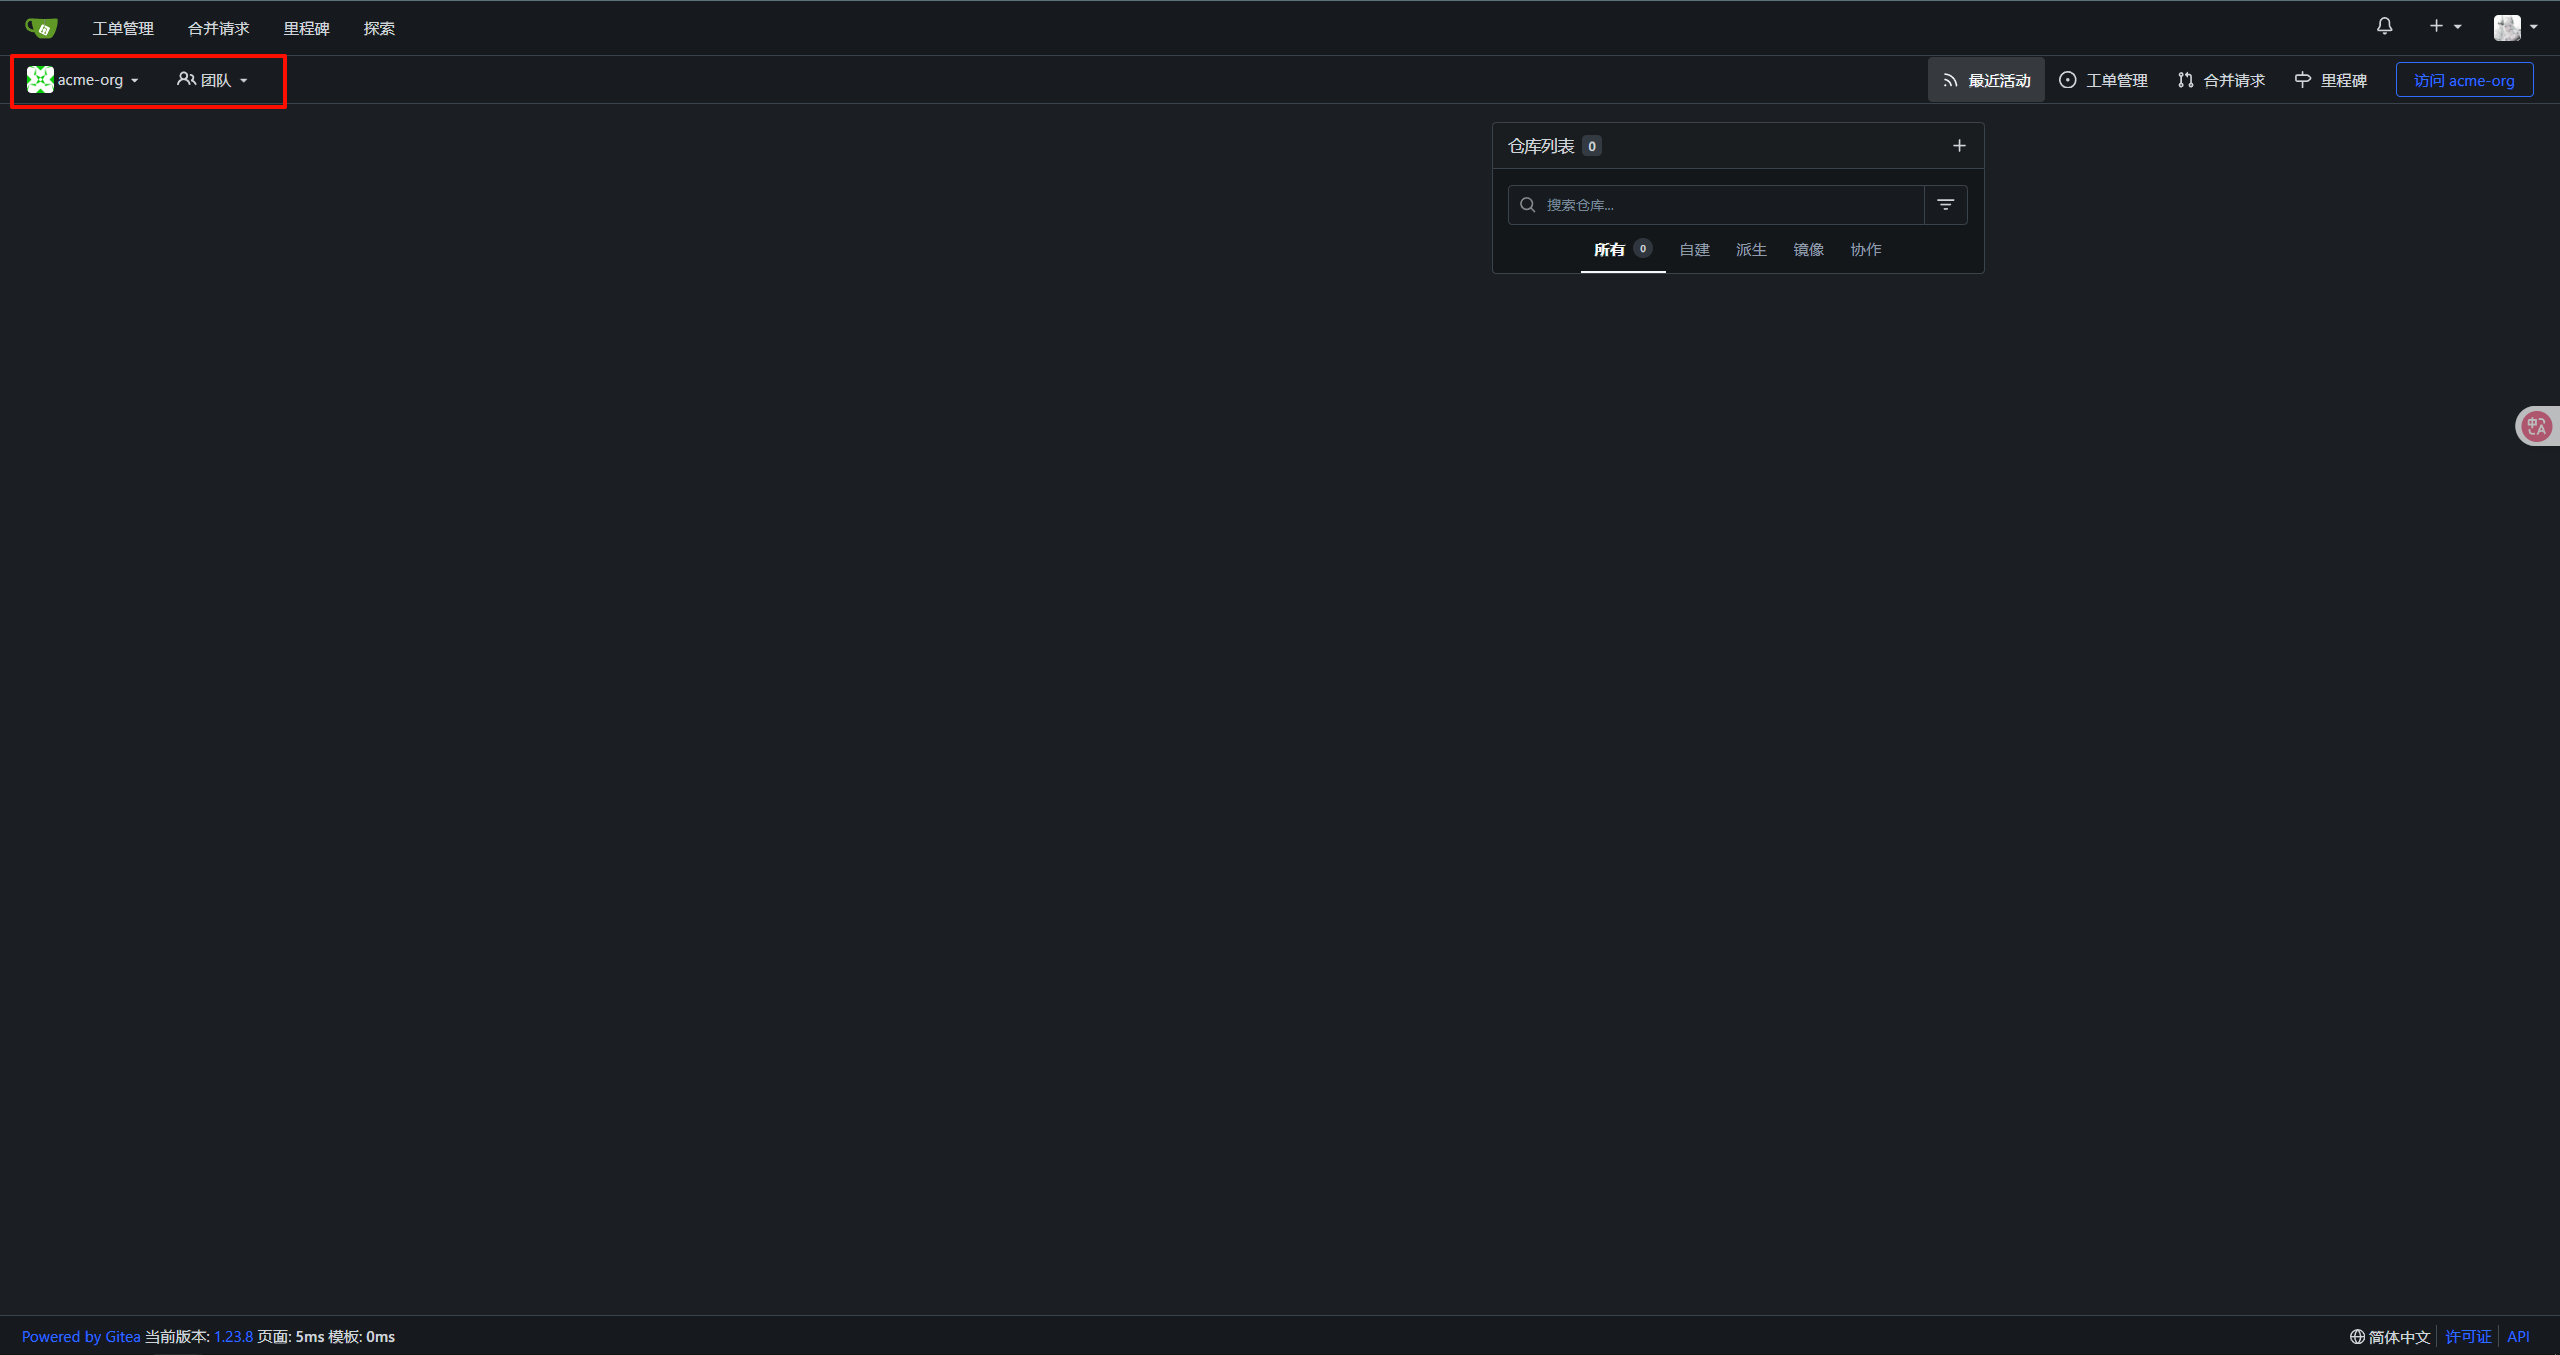 工单管理 合并请求 里程碑 探索
acme-org 团队 最近活动 工单管理 合并请求 里程碑 访问 acme-org
仓库列表 0
搜索仓库...
所有 0 自建 派生 镜像 协作
中 A
Powered by Gitea 当前版本: 1.23.8 页面: 5ms 模板: 0ms 简体中文 许可证 API